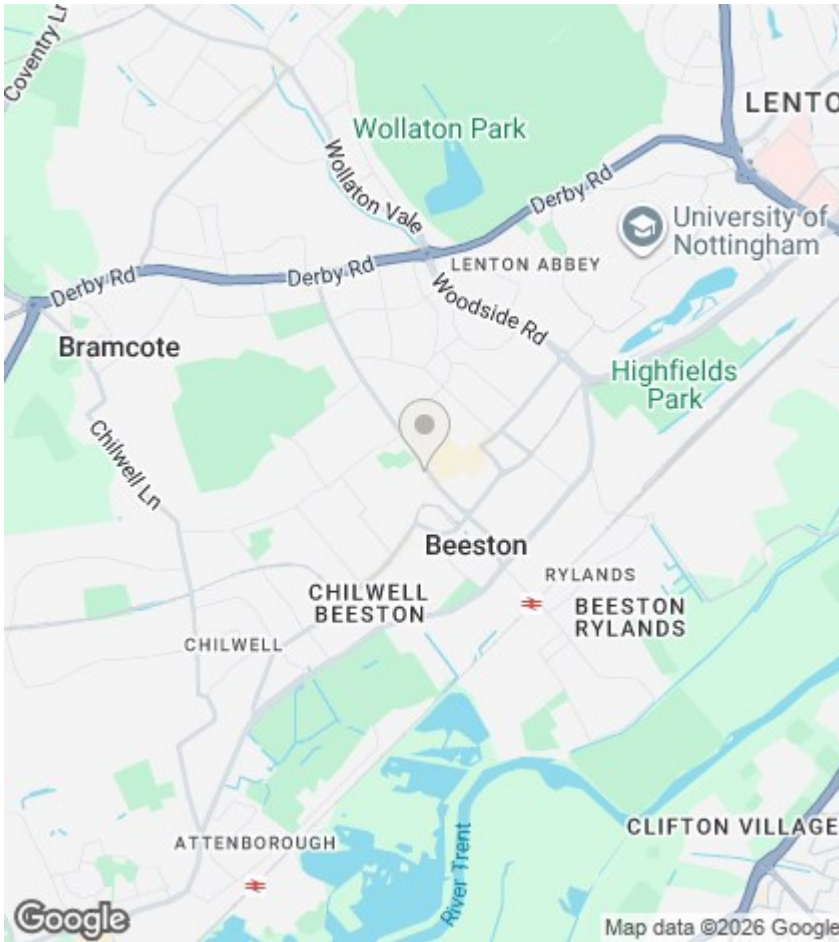 Coventry Ln
LENTO
Wollaton Park
Wollaton Vale
Derby Rd
University of
Nottingham
Derby Rd
LENTON ABBEY
Derby Rd
Woodside Rd
Bramcote
Highfields
Park
Chilwell Ln
Beeston
RYLANDS
CHILWELL
BEESTON
BEESTON
RYLANDS
CHILWELL
CLIFTON VILLAGE
ATTENBOROUGH
River Trent
Google
Map data ©2026 Google